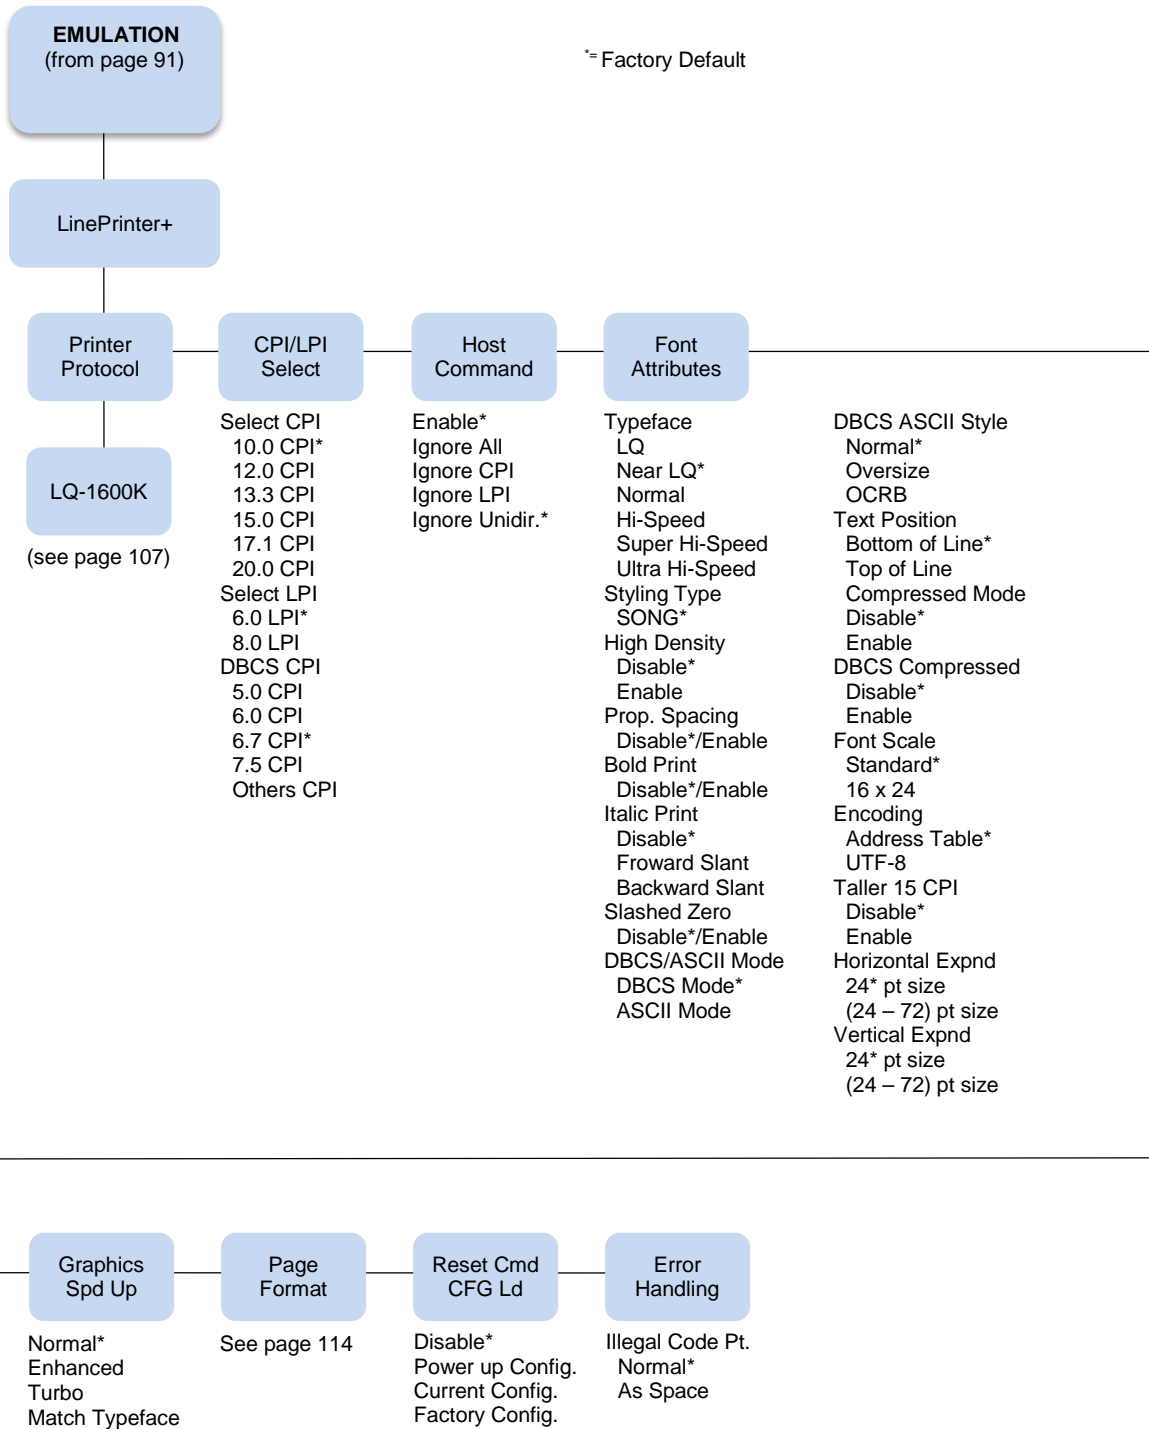 EMULATION
(from page 91)
*= Factory Default
LinePrinter+
Printer
Protocol
CPI/LPI
Select
Host
Command
Font
Attributes
LQ-1600K
(see page 107)
Select CPI
10.0 CPI*
12.0 CPI
13.3 CPI
15.0 CPI
17.1 CPI
20.0 CPI
Select LPI
6.0 LPI*
8.0 LPI
DBCS CPI
5.0 CPI
6.0 CPI
6.7 CPI*
7.5 CPI
Others CPI
Enable*
Ignore All
Ignore CPI
Ignore LPI
Ignore Unidir.*
Typeface
LQ
Near LQ*
Normal
Hi-Speed
Super Hi-Speed
Ultra Hi-Speed
Styling Type
SONG*
High Density
Disable*
Enable
Prop. Spacing
Disable*/Enable
Bold Print
Disable*/Enable
Italic Print
Disable*
Froward Slant
Backward Slant
Slashed Zero
Disable*/Enable
DBCS/ASCII Mode
DBCS Mode*
ASCII Mode
DBCS ASCII Style
Normal*
Oversize
OCRB
Text Position
Bottom of Line*
Top of Line
Compressed Mode
Disable*
Enable
DBCS Compressed
Disable*
Enable
Font Scale
Standard*
16 x 24
Encoding
Address Table*
UTF-8
Taller 15 CPI
Disable*
Enable
Horizontal Expnd
24* pt size
(24 – 72) pt size
Vertical Expnd
24* pt size
(24 – 72) pt size
Graphics
Spd Up
Page
Format
Reset Cmd
CFG Ld
Error
Handling
Normal*
Enhanced
Turbo
Match Typeface
See page 114
Disable*
Power up Config.
Current Config.
Factory Config.
Illegal Code Pt.
Normal*
As Space